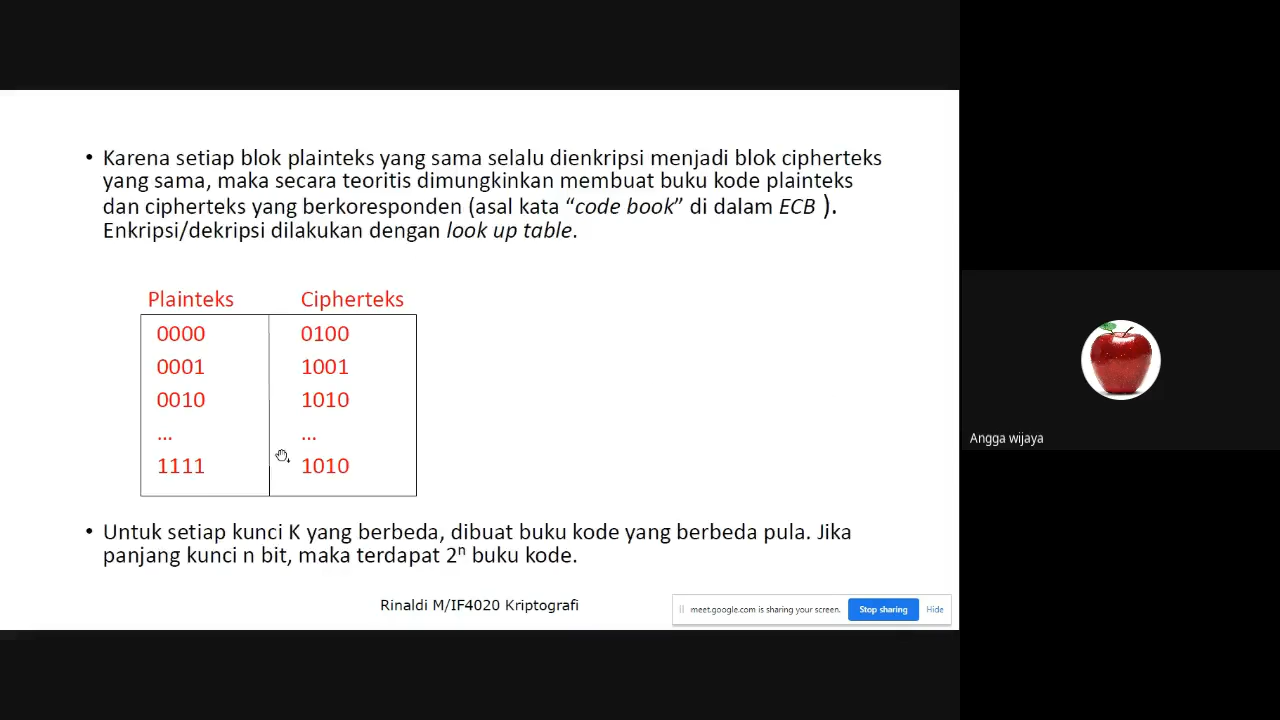 • Karena setiap blok plainteks yang sama selalu dienkripsi menjadi blok cipherteks
yang sama, maka secara teoritis dimungkinkan membuat buku kode plainteks
dan cipherteks yang berkoresponden (asal kata “code book” di dalam ECB ).
Enkripsi/dekripsi dilakukan dengan look up table.
Plainteks Cipherteks
0000 0100
0001 1001
0010 1010
... ...
1111 1010
• Untuk setiap kunci K yang berbeda, dibuat buku kode yang berbeda pula. Jika
panjang kunci n bit, maka terdapat 2ⁿ buku kode.
Rinaldi M/IF4020 Kriptografi
meet.google.com is sharing your screen. Stop sharing Hide
Angga wijaya